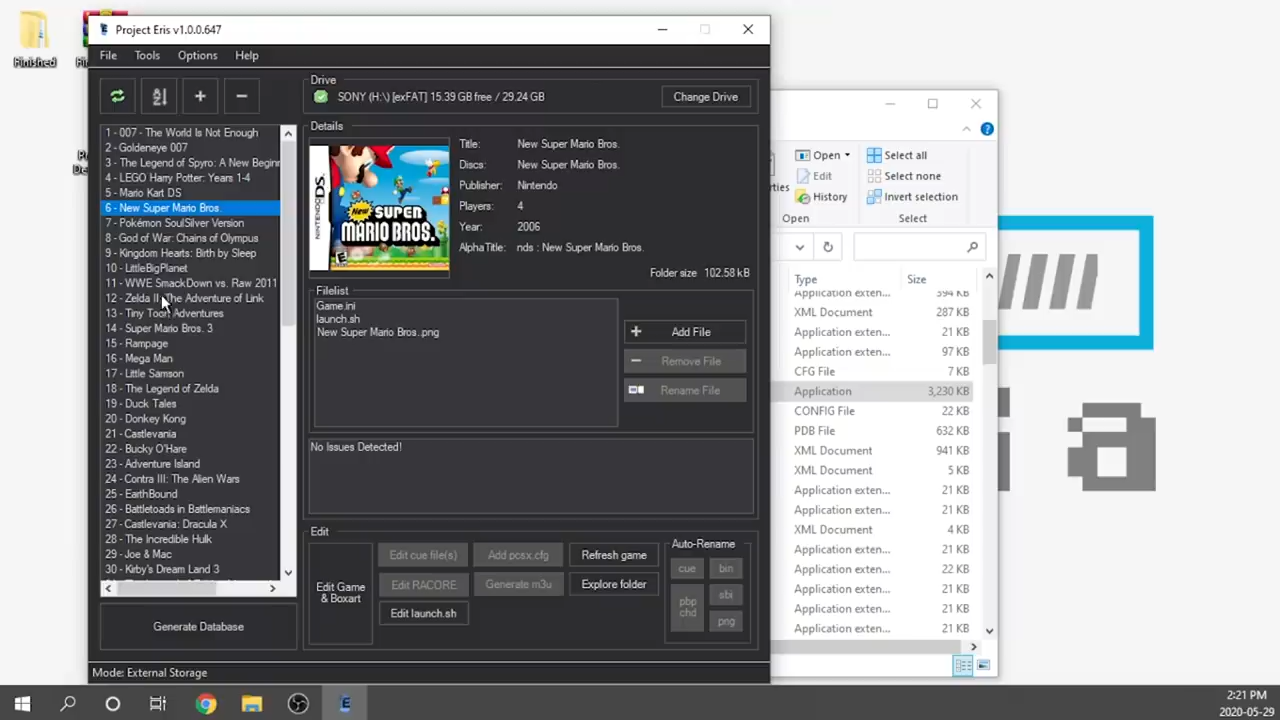 Finished
Project Eris v1.0.0.647
File Tools Options Help
Drive
SONY (H:\) [exFAT] 15.39 GB free / 29.24 GB
Change Drive
1 - 007 - The World Is Not Enough
2 - Goldeneye 007
3 - The Legend of Spyro: A New Beginn
4 - LEGO Harry Potter: Years 1-4
5 - Mario Kart DS
6 - New Super Mario Bros.
7 - Pokémon SoulSilver Version
8 - God of War: Chains of Olympus
9 - Kingdom Hearts: Birth by Sleep
10 - LittleBigPlanet
11 - WWE SmackDown vs. Raw 2011
12 - Zelda II: The Adventure of Link
13 - Tiny Toon Adventures
14 - Super Mario Bros. 3
15 - Rampage
16 - Mega Man
17 - Little Samson
18 - The Legend of Zelda
19 - Duck Tales
20 - Donkey Kong
21 - Castlevania
22 - Bucky O'Hare
23 - Adventure Island
24 - Contra III: The Alien Wars
25 - EarthBound
26 - Battletoads in Battlemaniacs
27 - Castlevania: Dracula X
28 - The Incredible Hulk
29 - Joe & Mac
30 - Kirby's Dream Land 3
Generate Database
Mode: External Storage
Details
NINTENDO DS
New SUPER
MARIO BROS.
Title: New Super Mario Bros.
Discs: New Super Mario Bros.
Publisher: Nintendo
Players: 4
Year: 2006
AlphaTitle: nds : New Super Mario Bros.
Folder size 102.58 kB
Filelist
Game.ini
launch.sh
New Super Mario Bros..png
Add File
Remove File
Rename File
No Issues Detected!
Edit
Edit Game
& Boxart
Edit cue file(s)
Add pcsx.cfg
Refresh game
Edit RACORE
Generate m3u
Explore folder
Edit launch.sh
Auto-Rename
cue
bin
pbp
chd
sbi
png
Open
Edit
History
Open
Select all
Select none
Invert selection
Select
Type Size
Application exten... 394 KB
XML Document 287 KB
Application exten... 21 KB
Application exten... 97 KB
CFG File 7 KB
Application 3,230 KB
CONFIG File 22 KB
PDB File 632 KB
XML Document 941 KB
XML Document 5 KB
Application exten... 21 KB
Application exten... 21 KB
XML Document 4 KB
Application exten... 21 KB
Application exten... 22 KB
Application exten... 21 KB
Application exten... 21 KB
Application exten... 21 KB
a
2:21 PM
2020-05-29